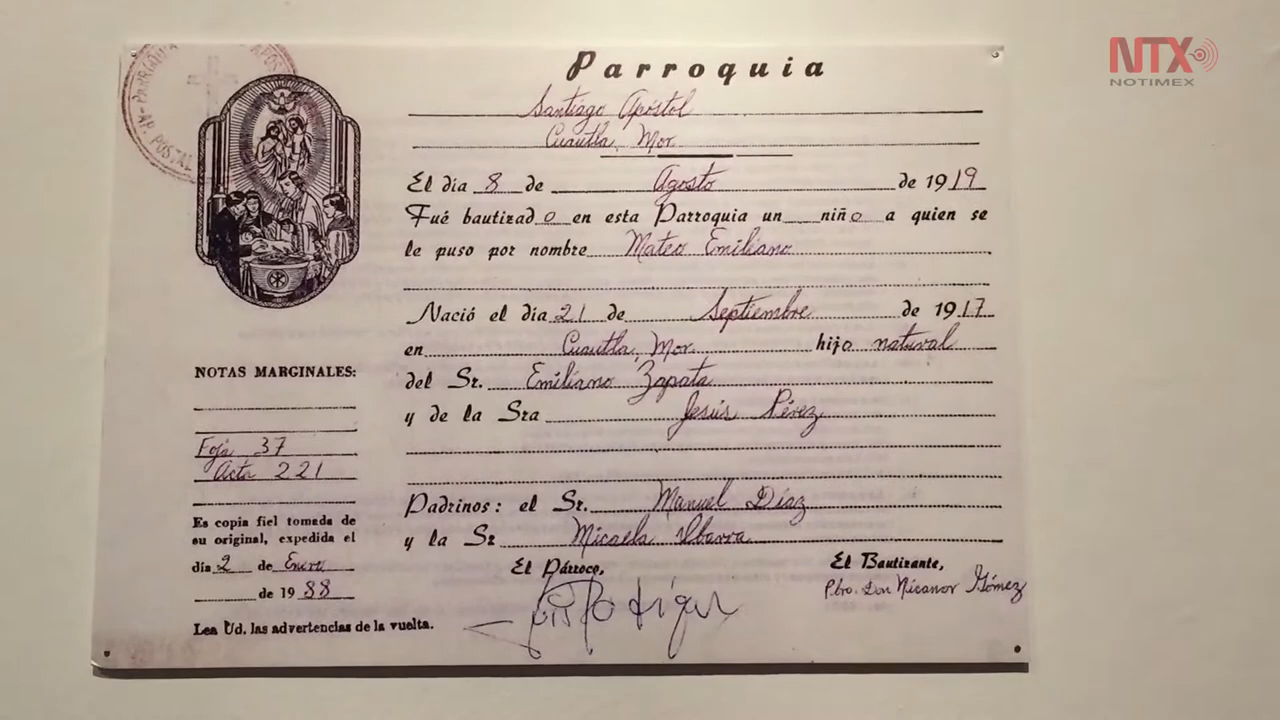 NTX
NOTIMEX
Parroquia
Santiago Apóstol
Cuautla, Mor.
El día 8 de Agosto de 1919
Fué bautizado en esta Parroquia un niño a quien se
le puso por nombre Mateo Emiliano
Nació el día 21 de Septiembre de 1917
en Cuautla, Mor. hijo natural
del Sr. Emiliano Zapata
y de la Sra Jesús Pérez
Padrinos: el Sr. Manuel Díaz
y la Sr Micaela Ibarra
El Párroco,
El Bautizante,
Pbro. Don Nicanor Gómez
NOTAS MARGINALES:
Foja 37
Acta 221
Es copia fiel tomada de
su original, expedida el
día 2 de Enero
de 1988
Lea Ud. las advertencias de la vuelta.
AP. POSTAL